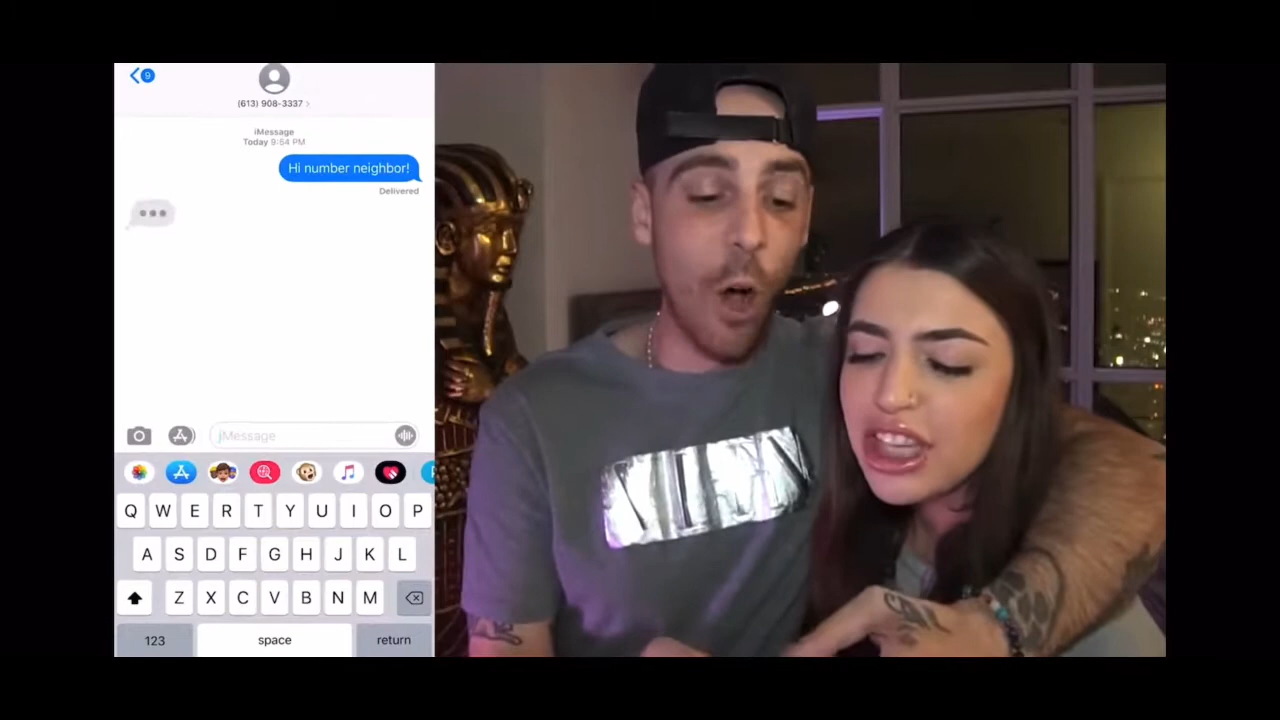 9
(613) 908-3337 >
iMessage
Today 9:54 PM
Hi number neighbor!
Delivered
iMessage
Q W E R T Y U I O P
A S D F G H J K L
Z X C V B N M
123 space return